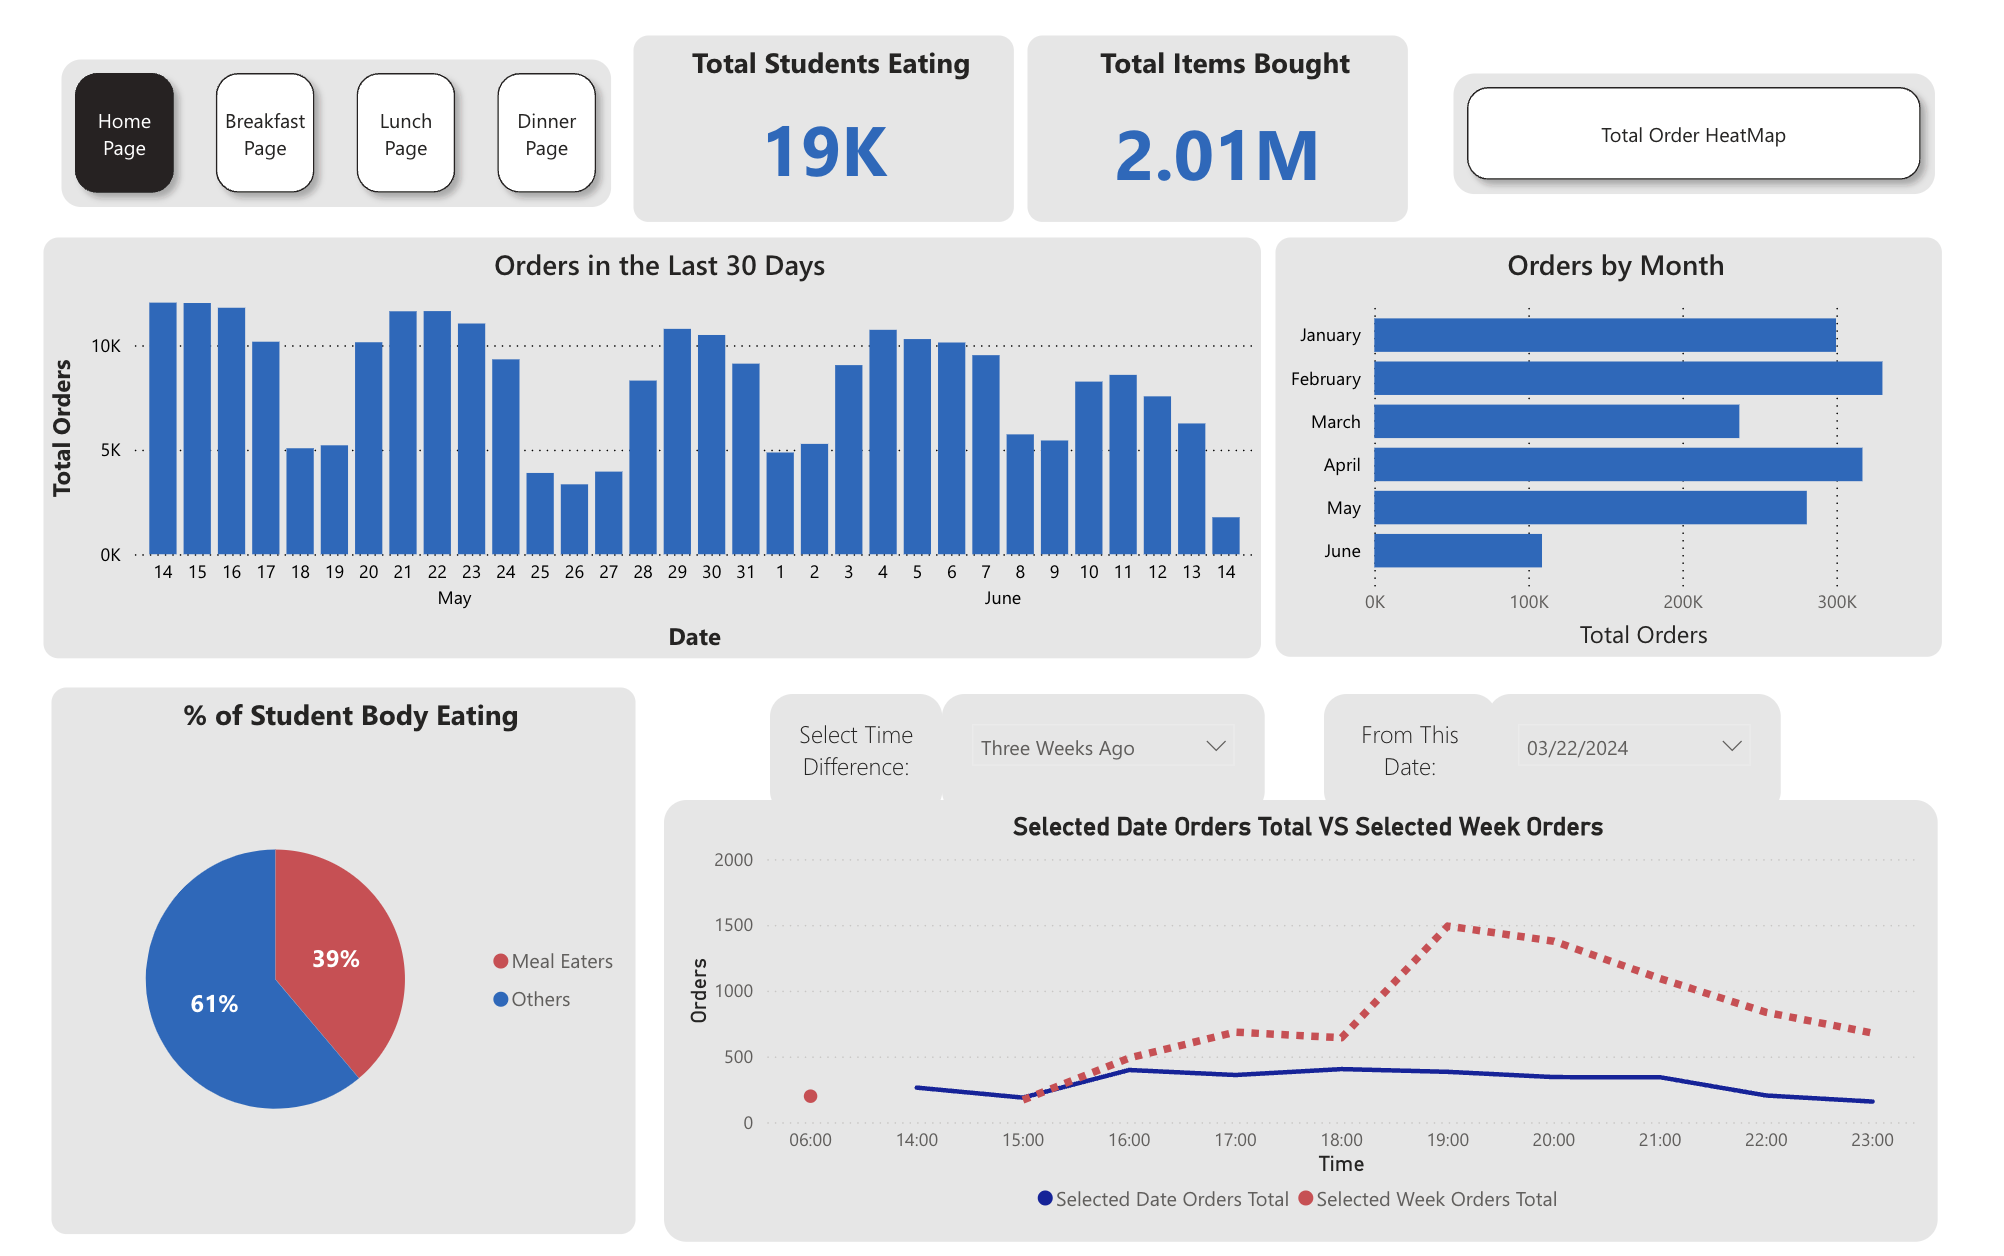 Home
Page
Breakfast
Page
Lunch
Page
Dinner
Page
Total Students Eating
19K
Total Items Bought
2.01M
Total Order HeatMap
Orders in the Last 30 Days
Total Orders
10K
5K
0K
14 15 16 17 18 19 20 21 22 23 24 25 26 27 28 29 30 31 1 2 3 4 5 6 7 8 9 10 11 12 13 14
May June
Date
Orders by Month
January
February
March
April
May
June
0K 100K 200K 300K
Total Orders
% of Student Body Eating
39%
61%
Meal Eaters
Others
Select Time
Difference:
Three Weeks Ago
From This
Date:
03/22/2024
Selected Date Orders Total VS Selected Week Orders
Orders
2000
1500
1000
500
0
06:00 14:00 15:00 16:00 17:00 18:00 19:00 20:00 21:00 22:00 23:00
Time
Selected Date Orders Total Selected Week Orders Total